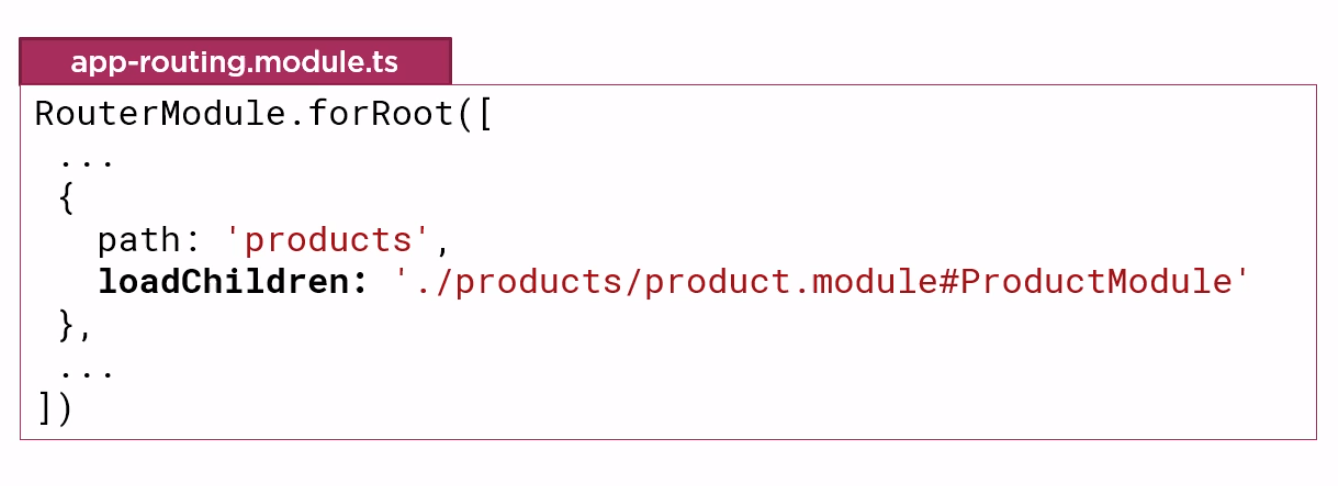 app-routing.module.ts
RouterModule.forRoot([
 ...
 {
   path: 'products',
   loadChildren: './products/product.module#ProductModule'
 },
 ...
])